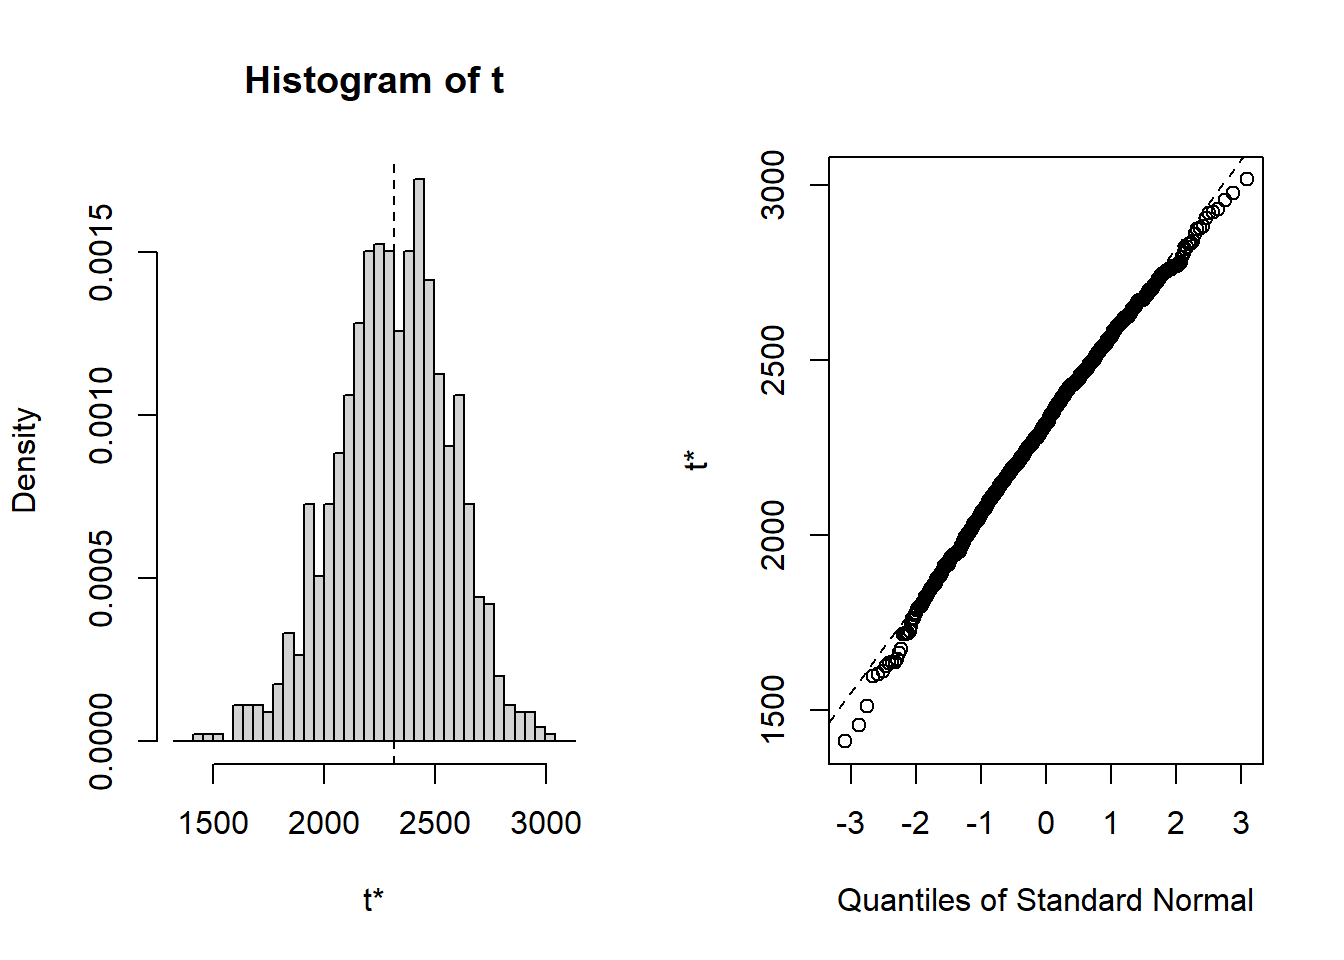 Histogram of t
Density
0.0000 0.0005 0.0010 0.0015
1500 2000 2500 3000
t*
t*
1500 2000 2500 3000
-3 -2 -1 0 1 2 3
Quantiles of Standard Normal